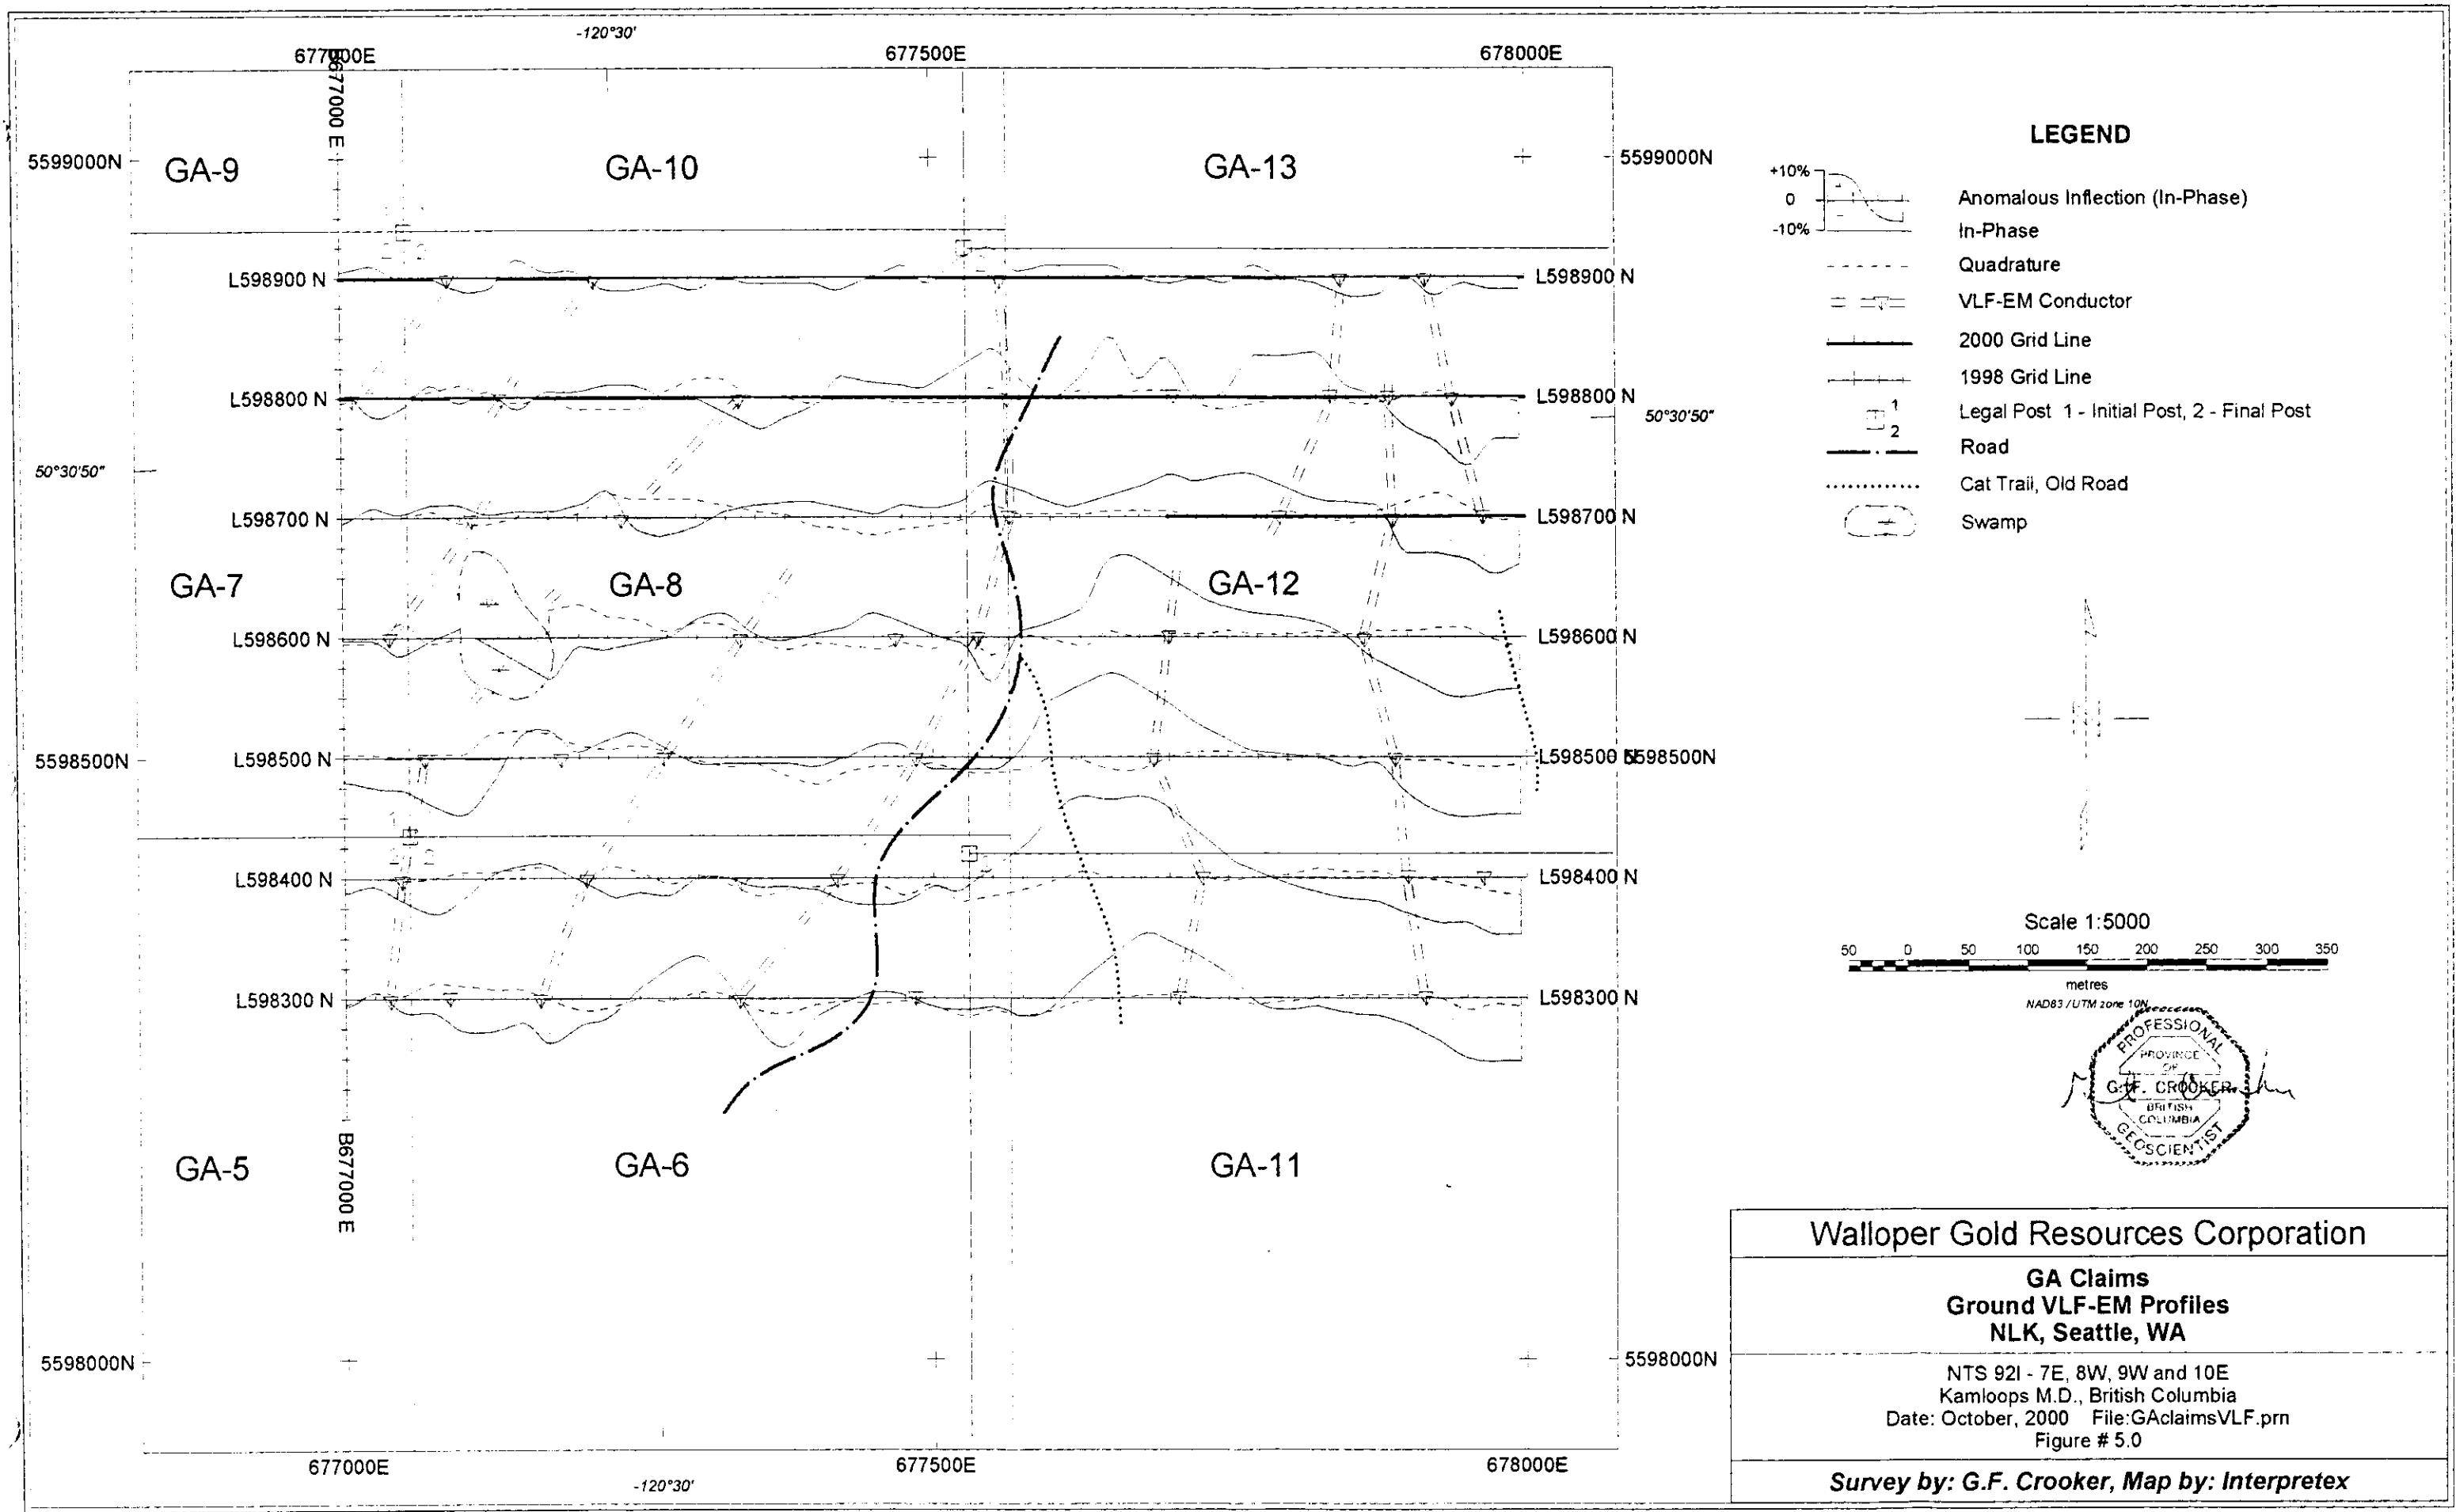 -120°30'
677000E
677500E
678000E
B677000 E
5599000N
GA-9
GA-10
GA-13
5599000N
L598900 N
L598900 N
L598800 N
L598800 N
50°30'50"
50°30'50"
L598700 N
L598700 N
GA-7
GA-8
GA-12
L598600 N
L598600 N
5598500N
L598500 N
L598500 N
5598500N
L598400 N
L598400 N
L598300 N
L598300 N
B677000 E
GA-5
GA-6
GA-11
5598000N
5598000N
677000E
677500E
678000E
-120°30'
LEGEND
+10%
0
-10%
Anomalous Inflection (In-Phase)
In-Phase
Quadrature
VLF-EM Conductor
2000 Grid Line
1998 Grid Line
1
2
Legal Post 1 - Initial Post, 2 - Final Post
Road
Cat Trail, Old Road
Swamp
Scale 1:5000
50 0 50 100 150 200 250 300 350
metres
NAD83 / UTM zone 10N
PROFESSIONAL
PROVINCE
OF
G.F. CROOKER
BRITISH
COLUMBIA
GEOSCIENTIST
Walloper Gold Resources Corporation
GA Claims
Ground VLF-EM Profiles
NLK, Seattle, WA
NTS 92I - 7E, 8W, 9W and 10E
Kamloops M.D., British Columbia
Date: October, 2000 File:GAclaimsVLF.prn
Figure # 5.0
Survey by: G.F. Crooker, Map by: Interpretex